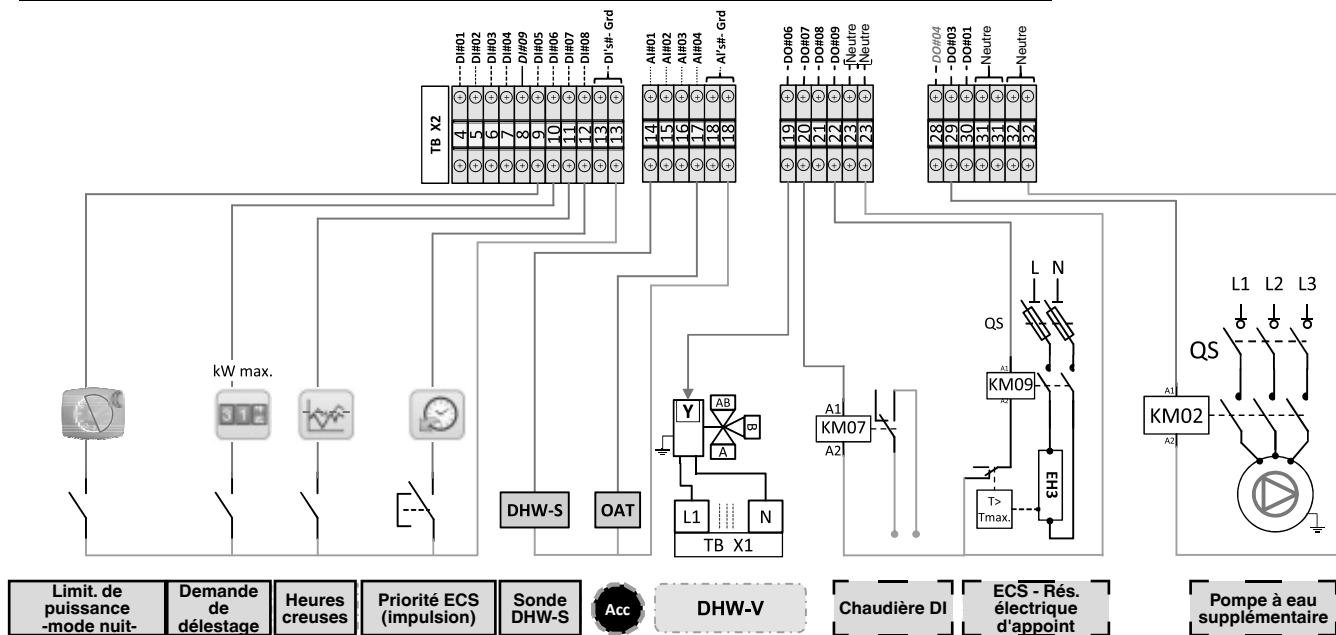 DI#01
DI#02
DI#03
DI#04
DI#09
DI#05
DI#06
DI#07
DI#08
DI's#- Grd
AI#01
AI#02
AI#03
AI#04
AI's#- Grd
DO#06
DO#07
DO#08
DO#09
Neutre
Neutre
DO#04
DO#03
DO#01
Neutre
Neutre
TB X2
4 5 6 7 8 9 10 11 12 13 13
14 15 16 17 18 18
19 20 21 22 23 23
28 29 30 31 31 32 32
L N
L1 L2 L3
QS
QS
kW max.
A1
KM09
A2
A1
KM02
A2
Y
AB
B
A
A1
KM07
A2
EH3
T>
Tmax.
DHW-S
OAT
L1
N
TB X1
Limit. de
puissance
-mode nuit-
Demande
de
délestage
Heures
creuses
Priorité ECS
(impulsion)
Sonde
DHW-S
Acc
DHW-V
Chaudière DI
ECS - Rés.
électrique
d'appoint
Pompe à eau
supplémentaire